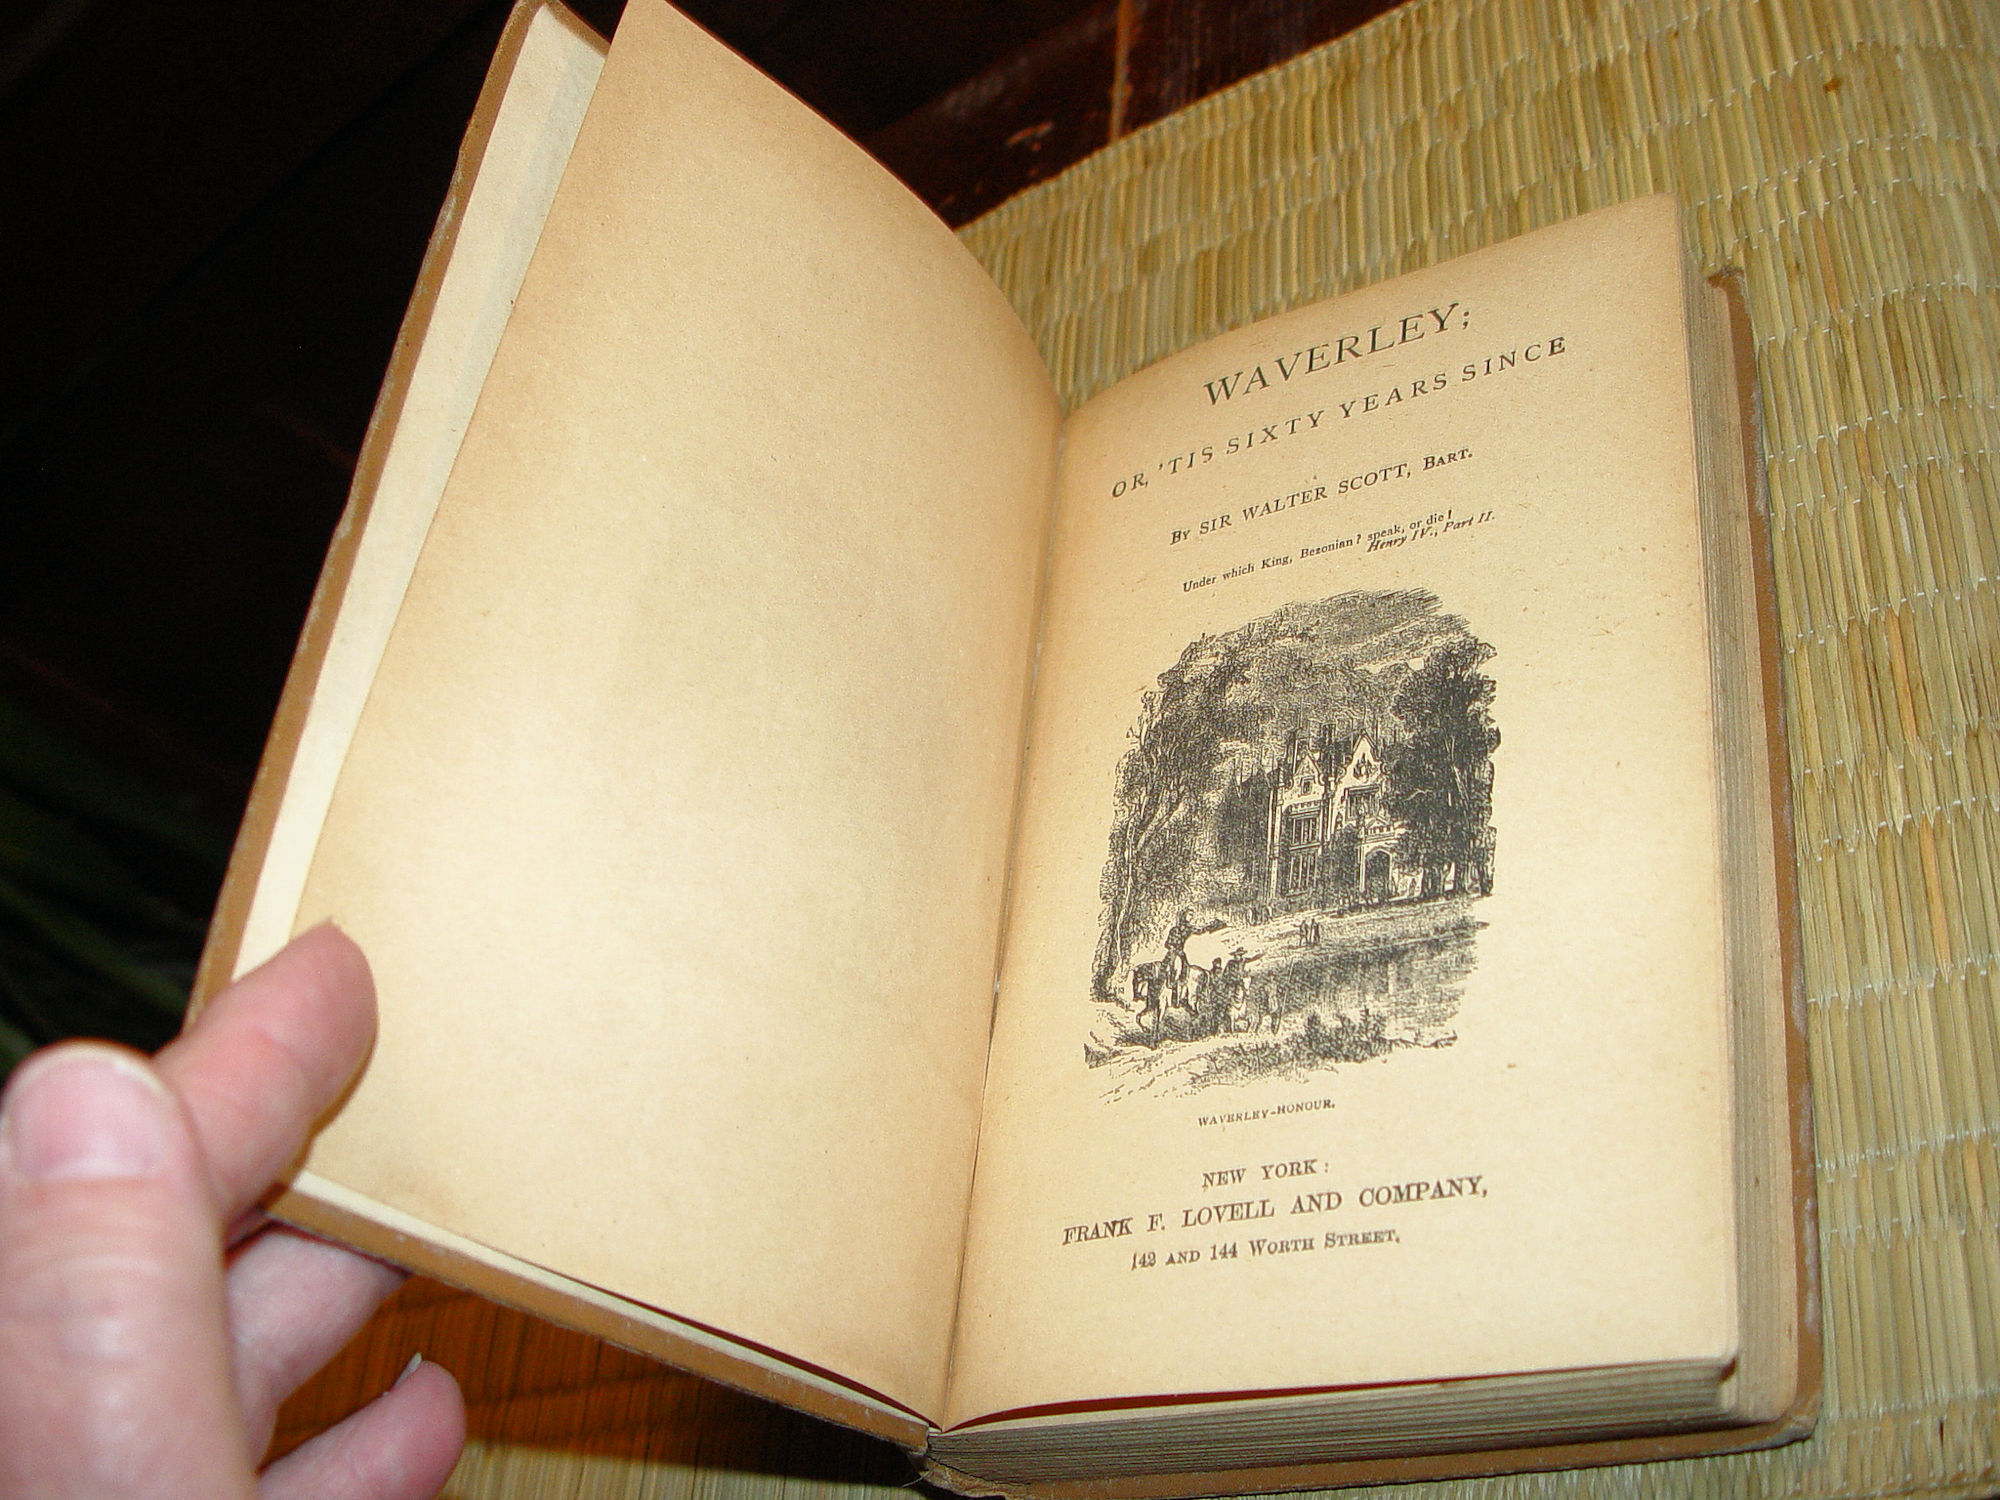 WAVERLEY;
OR, 'TIS SIXTY YEARS SINCE
BY SIR WALTER SCOTT, BART.
Under which King, Bezonian? speak, or die!
Henry IV., Part II.
WAVERLEY-HONOUR.
NEW YORK:
FRANK F. LOVELL AND COMPANY,
142 AND 144 WORTH STREET.